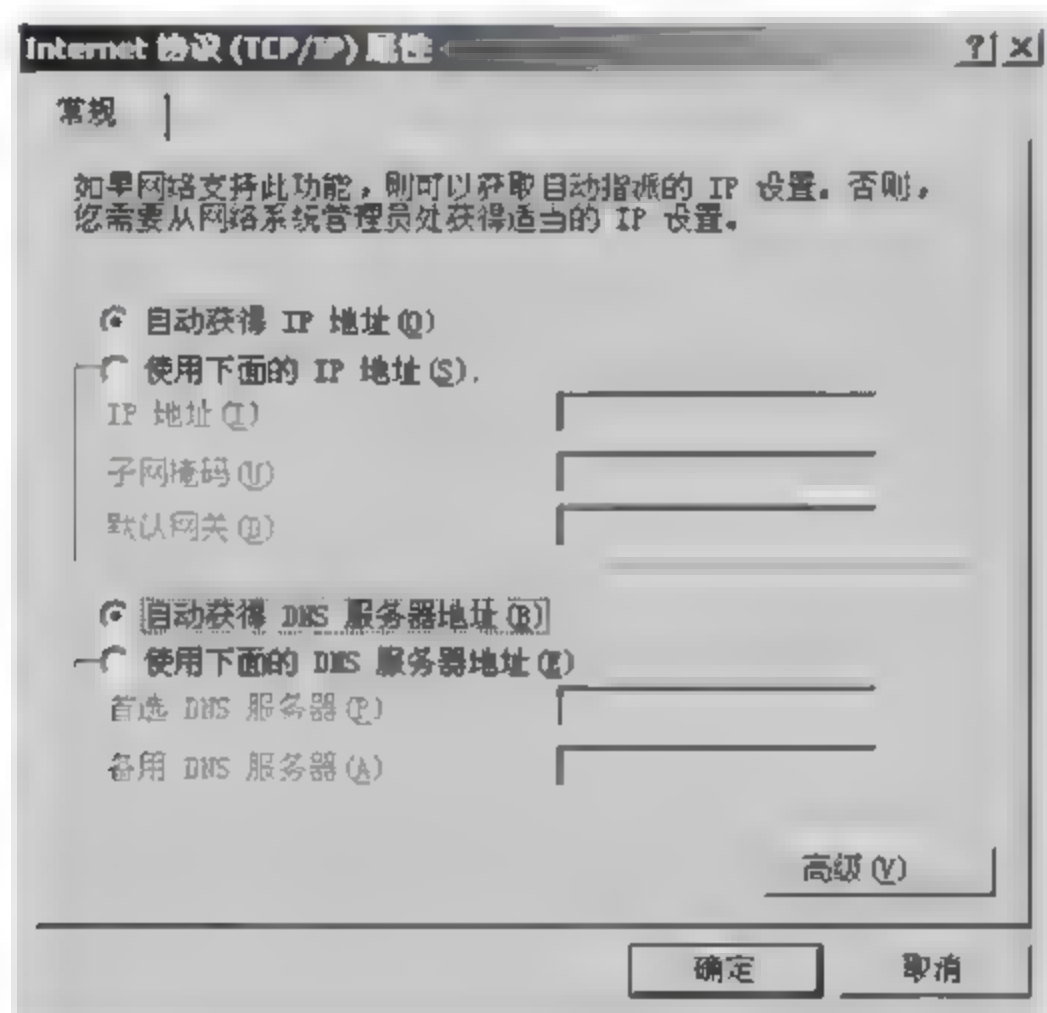 Internet 协议 (TCP/IP) 属性
? ×
常规
如果网络支持此功能，则可以获取自动指派的 IP 设置。否则，
您需要从网络系统管理员处获得适当的 IP 设置。
自动获得 IP 地址(O)
使用下面的 IP 地址(S).
IP 地址(I)
子网掩码(U)
默认网关(D)
自动获得 DNS 服务器地址(B)
使用下面的 DNS 服务器地址(E)
首选 DNS 服务器(P)
备用 DNS 服务器(A)
高级(V)
确定
取消